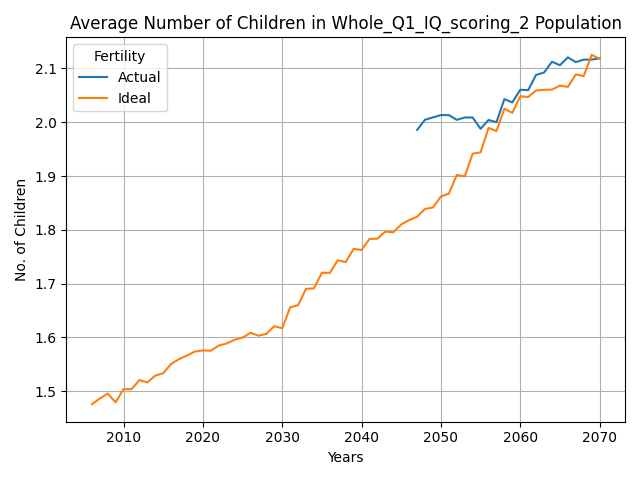 Average Number of Children in Whole_Q1_IQ_scoring_2 Population
Fertility
Actual
Ideal
No. of Children
2.1
2.0
1.9
1.8
1.7
1.6
1.5
2010 2020 2030 2040 2050 2060 2070
Years